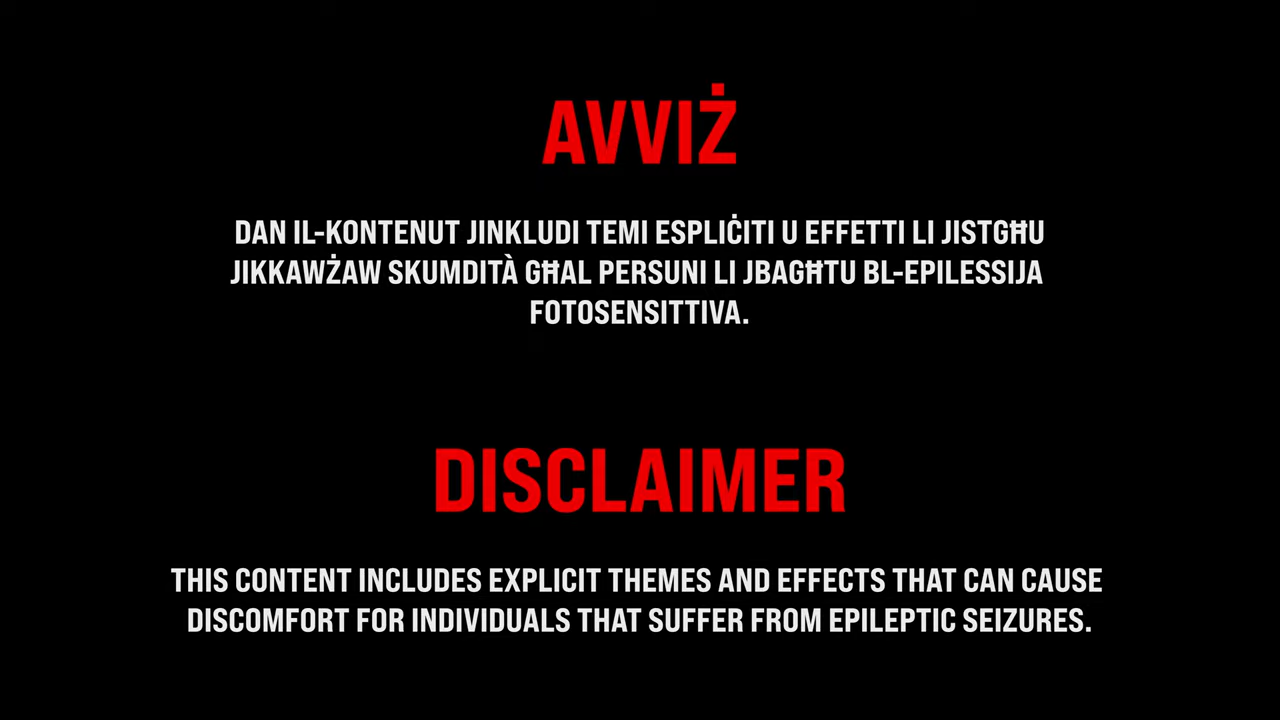 AVVIŻ
DAN IL-KONTENUT JINKLUDI TEMI ESPLIĊITI U EFFETTI LI JISTGĦU
JIKKAWŻAW SKUMDITÀ GĦAL PERSUNI LI JBAGĦTU BL-EPILESSIJA
FOTOSENSITTIVA.
DISCLAIMER
THIS CONTENT INCLUDES EXPLICIT THEMES AND EFFECTS THAT CAN CAUSE
DISCOMFORT FOR INDIVIDUALS THAT SUFFER FROM EPILEPTIC SEIZURES.